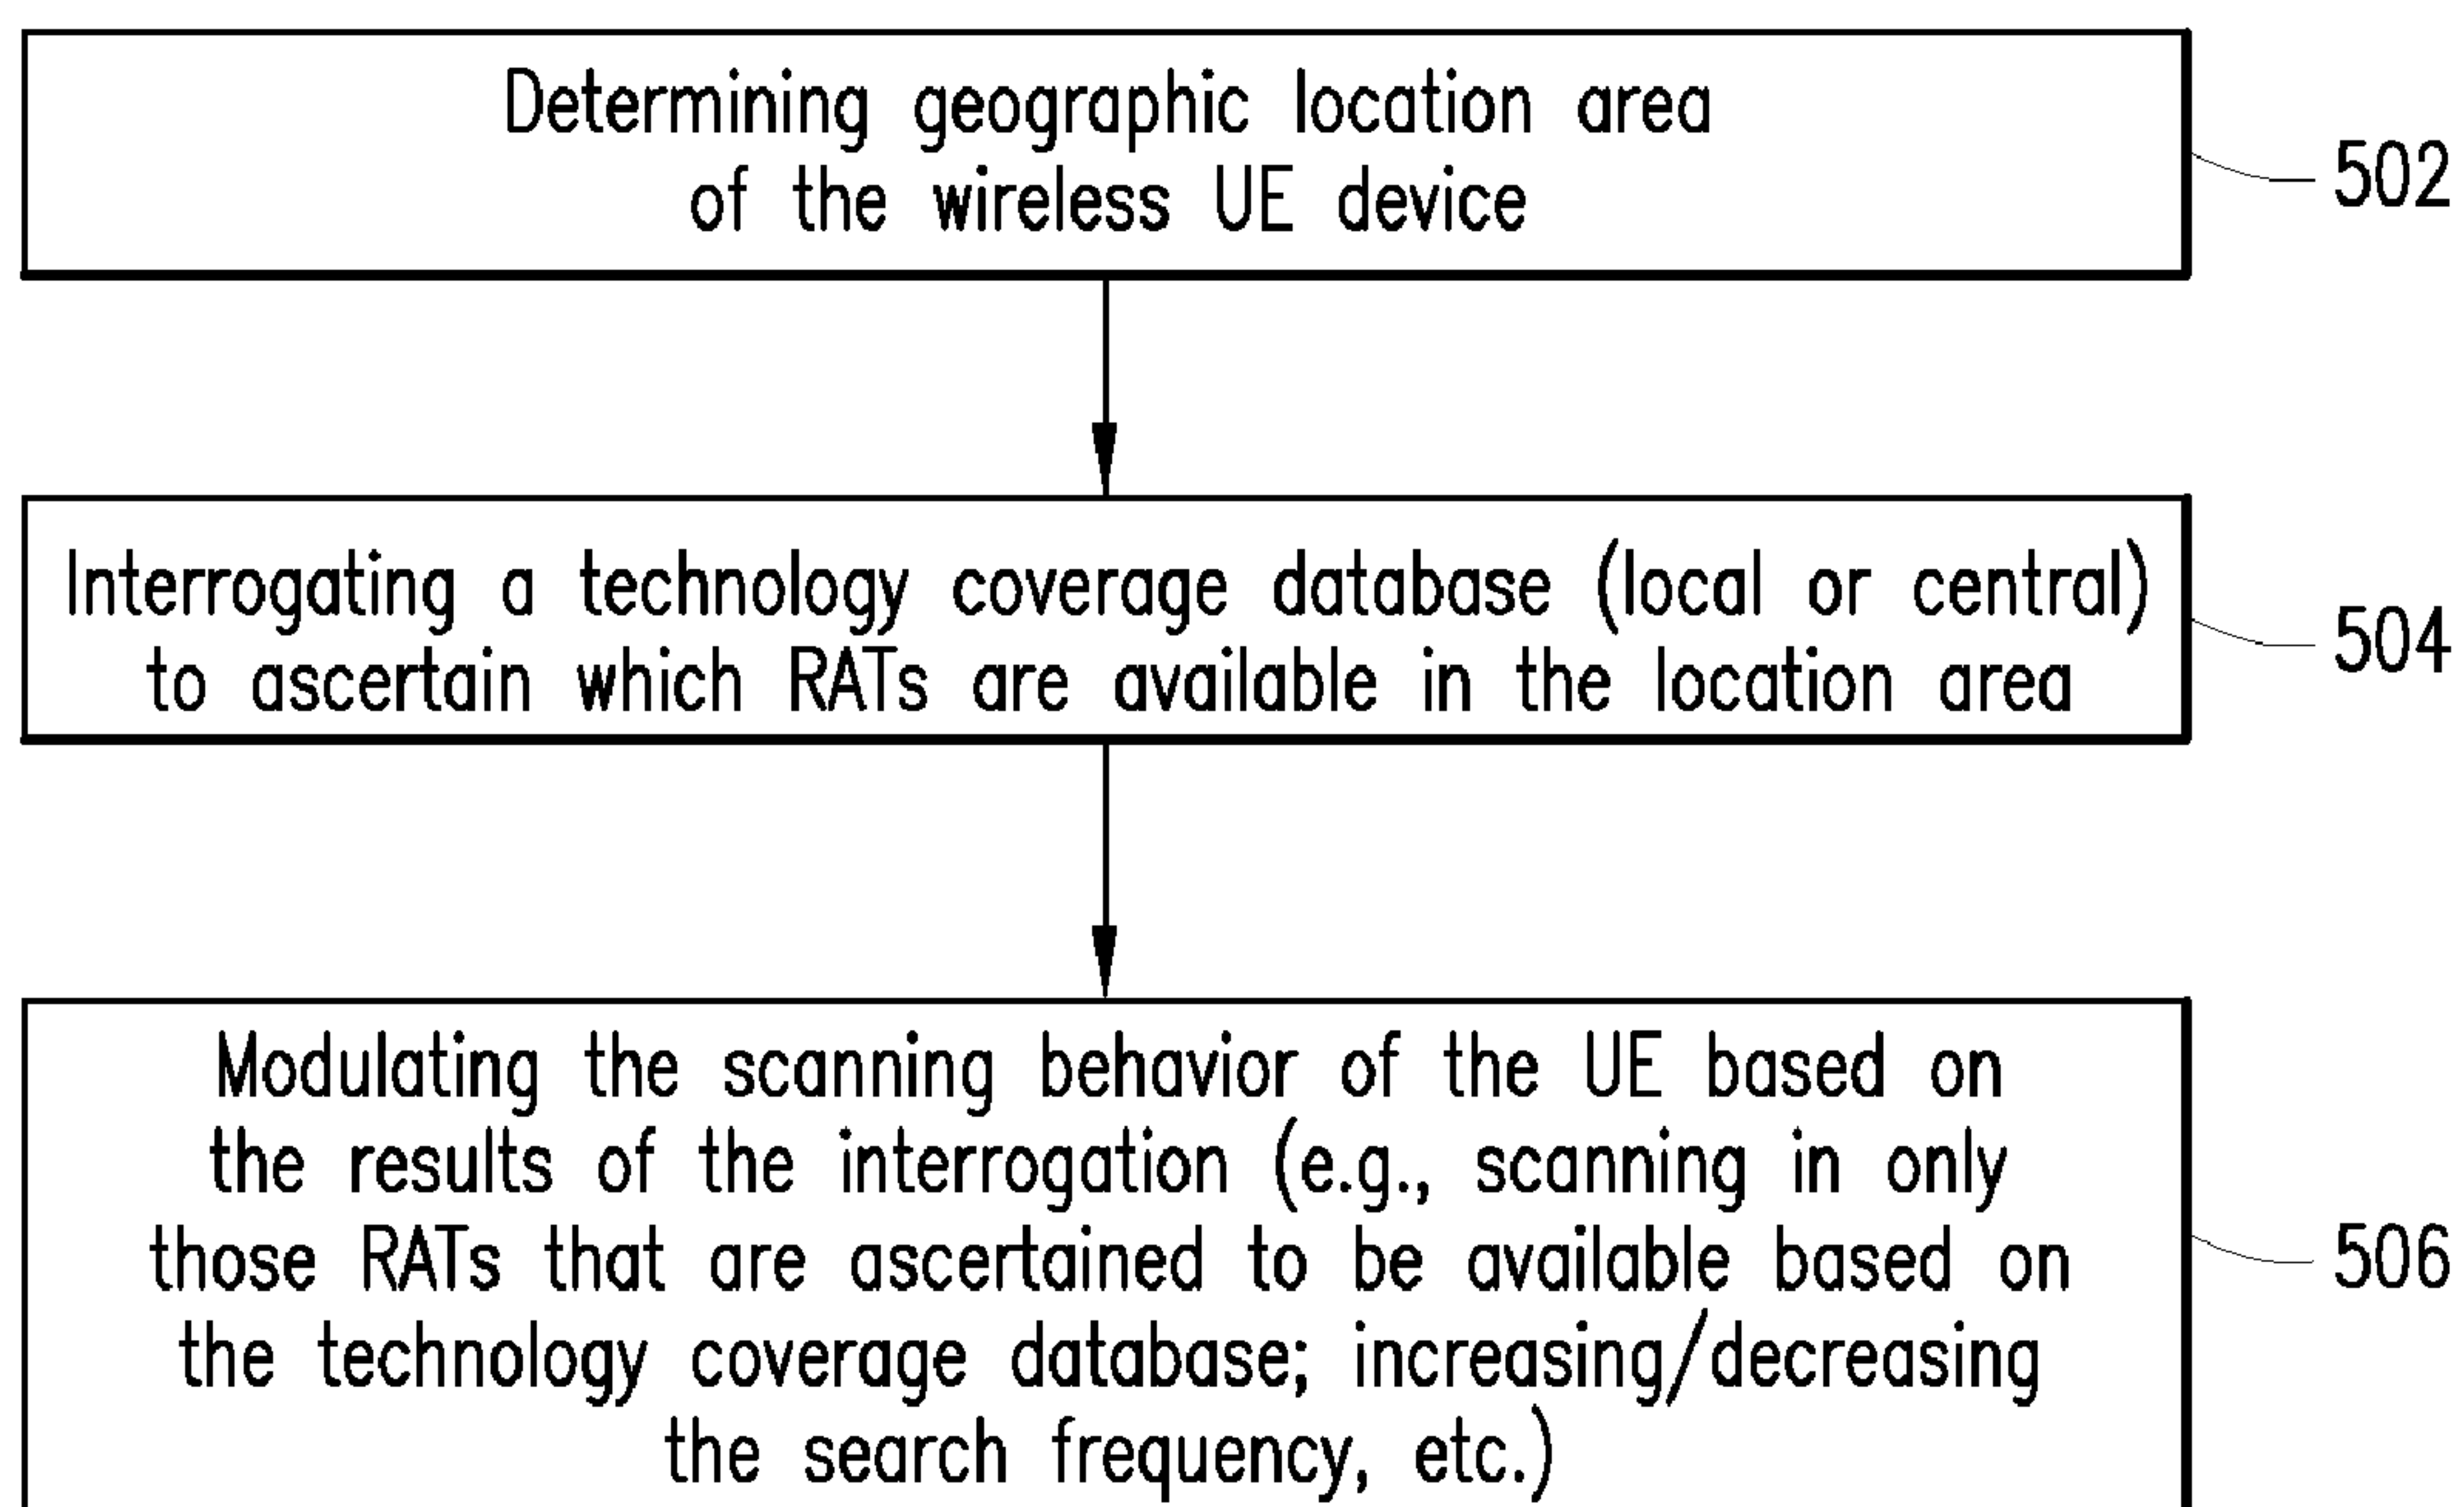 Determining geographic location area
of the wireless UE device
502
Interrogating a technology coverage database (local or central)
to ascertain which RATs are available in the location area
504
Modulating the scanning behavior of the UE based on
the results of the interrogation (e.g., scanning in only
those RATs that are ascertained to be available based on
the technology coverage database; increasing/decreasing
the search frequency, etc.)
506